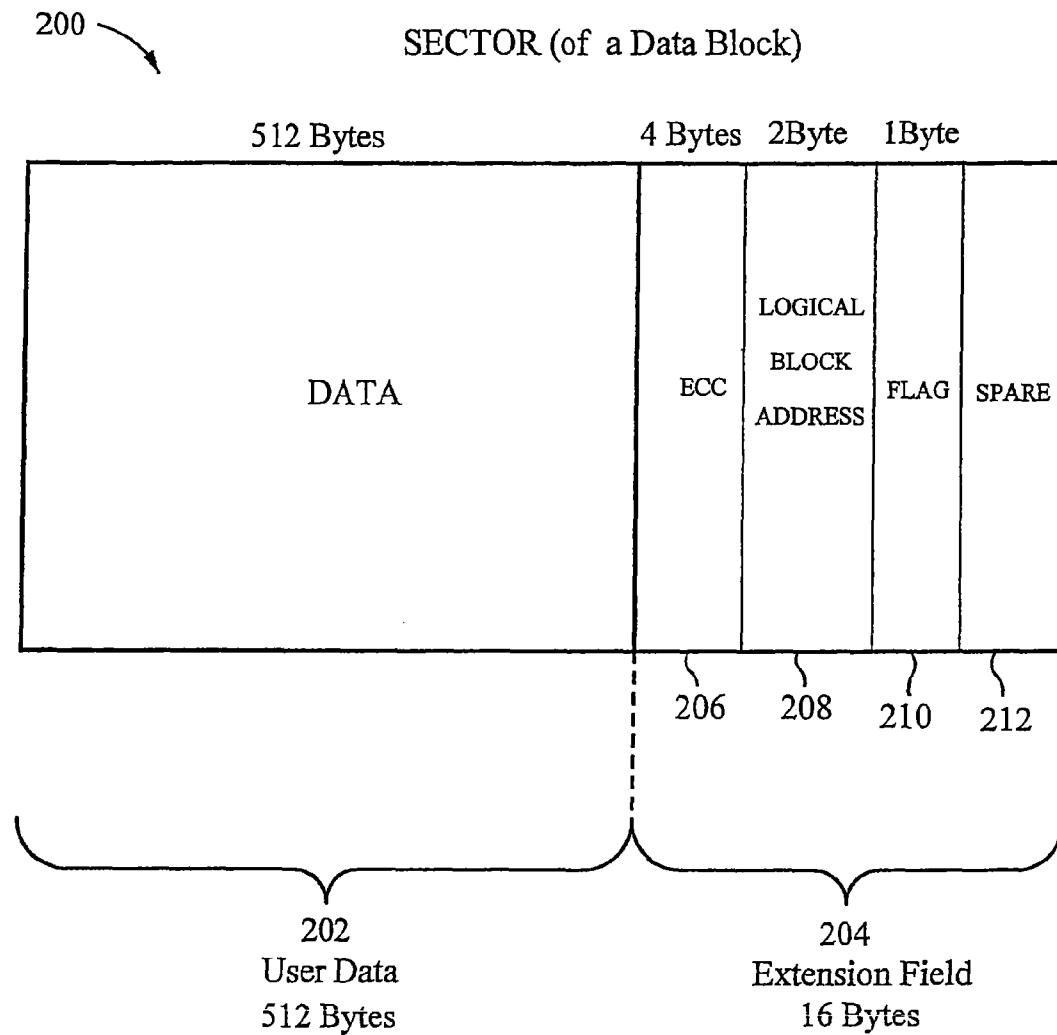 200
SECTOR (of a Data Block)
512 Bytes
4 Bytes
2Byte
1Byte
DATA
ECC
LOGICAL
BLOCK
ADDRESS
FLAG
SPARE
206
208
210
212
202
User Data
512 Bytes
204
Extension Field
16 Bytes